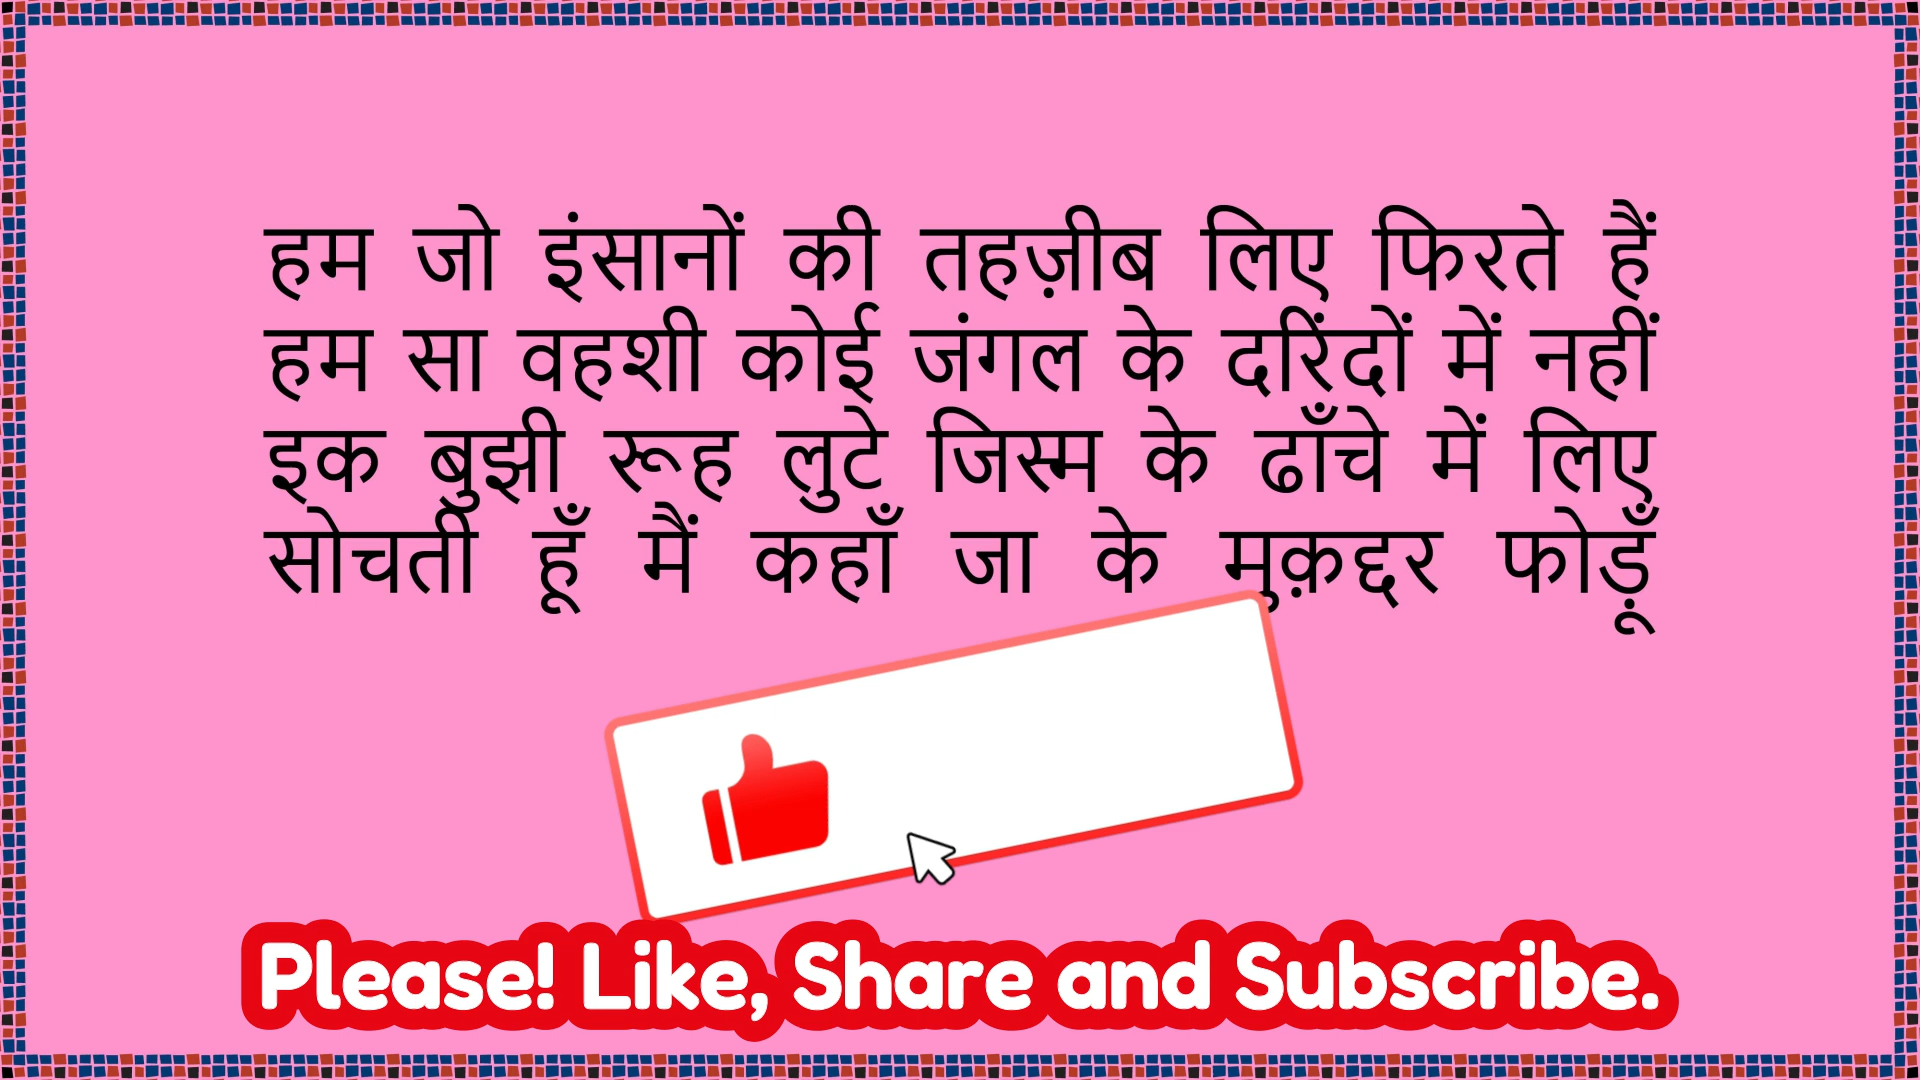 हम जो इंसानों की तहज़ीब लिए फिरते हैं
हम सा वहशी कोई जंगल के दरिंदों में नहीं
इक बुझी रूह लुटे जिस्म के ढाँचे में लिए
सोचती हूँ मैं कहाँ जा के मुक़द्दर फोड़ूँ
Please! Like, Share and Subscribe.